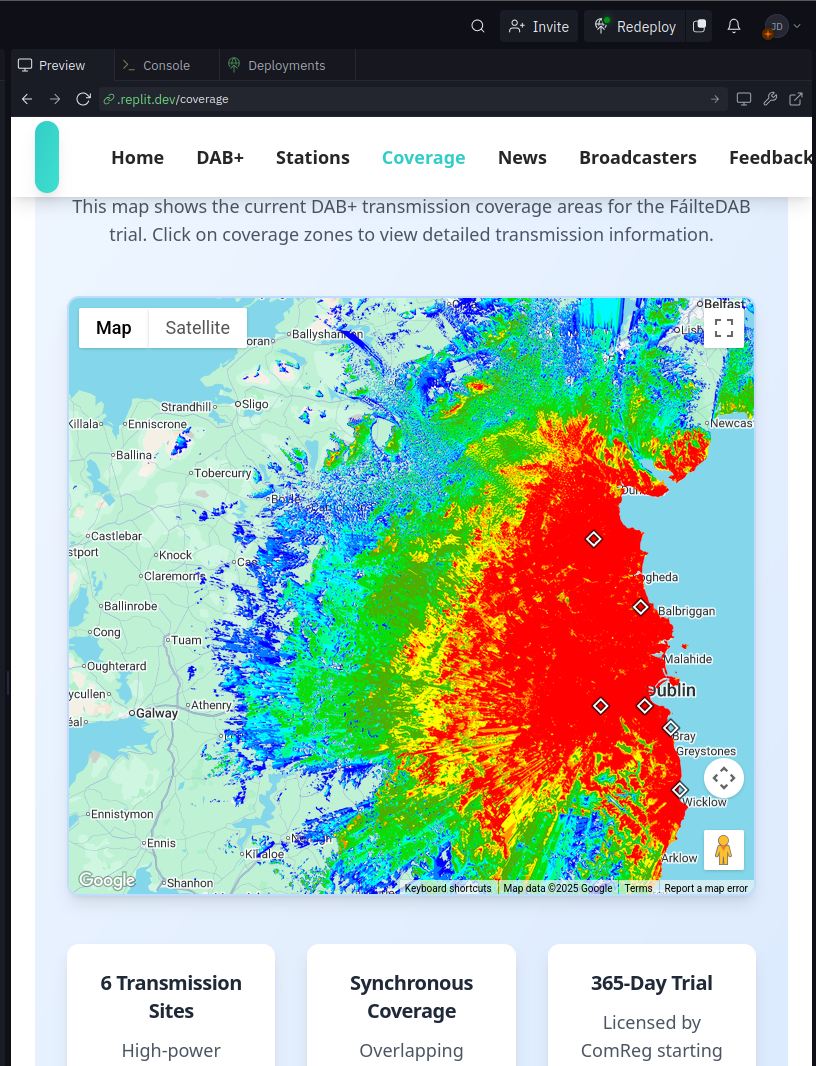 Invite
Redeploy
JD
Preview
Console
Deployments
.replit.dev/coverage
Home
DAB+
Stations
Coverage
News
Broadcasters
Feedback
This map shows the current DAB+ transmission coverage areas for the FáilteDAB
trial. Click on coverage zones to view detailed transmission information.
Map
Satellite
Belfast
Ballyshannon
oran
Lisb
Strandhill
Sligo
Killala
Enniscrone
Newcas
Ballina
Tobercurry
Boyle
Castlebar
stport
Knock
Claremorris
ogheda
Ballinrobe
Balbriggan
Cong
Tuam
Malahide
Oughterard
ycullen
Dublin
Athenry
Galway
éal
Bray
Greystones
Wicklow
Ennistymon
Ennis
Killaloe
Arklow
Shanhon
Google
Keyboard shortcuts
Map data ©2025 Google
Terms
Report a map error
6 Transmission
Sites
High-power
Synchronous
Coverage
Overlapping
365-Day Trial
Licensed by
ComReg starting